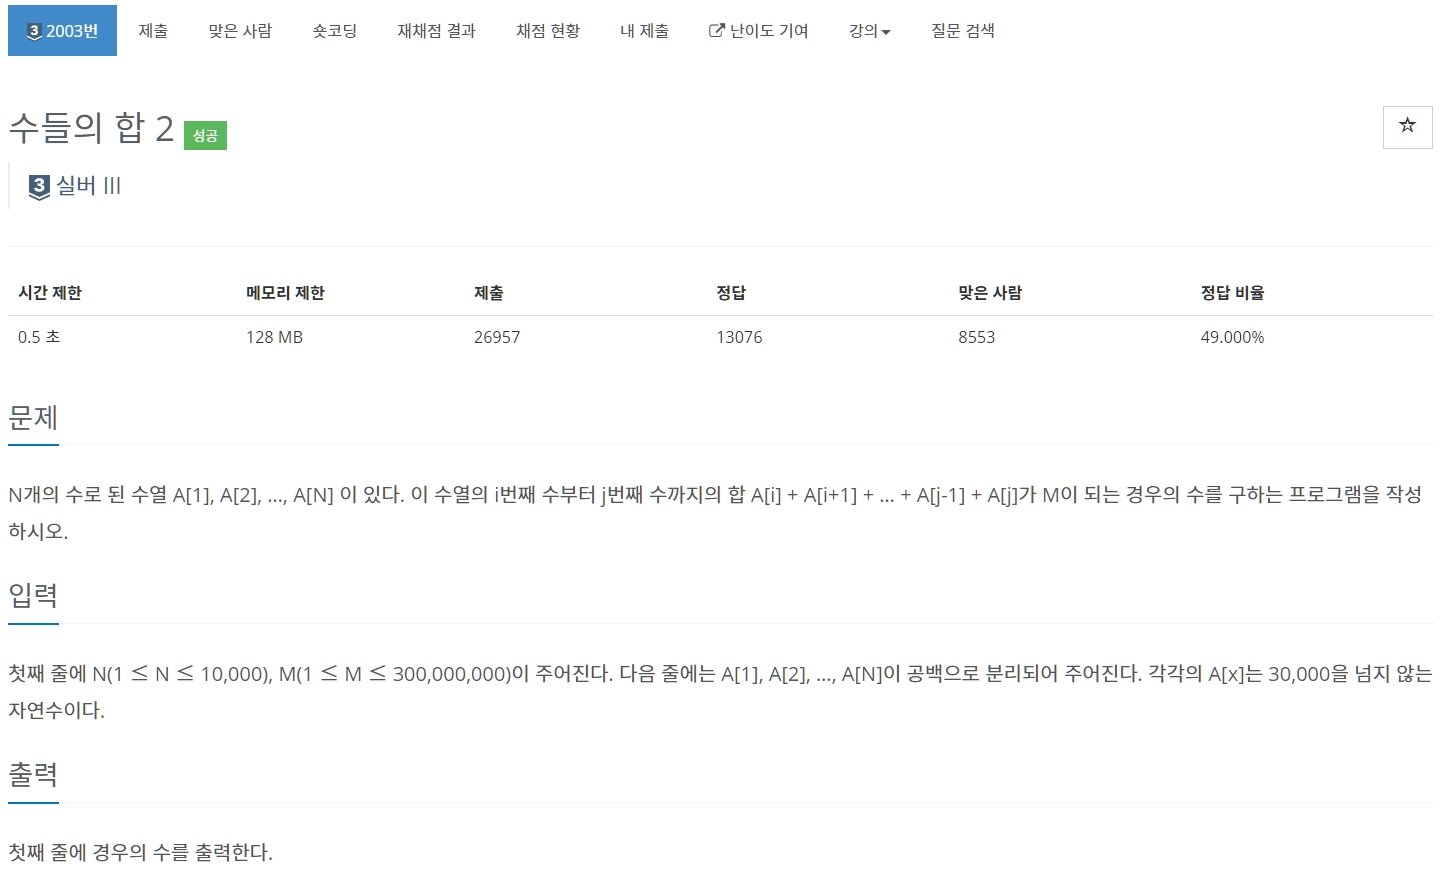 3 2003번 제출 맞은 사람 숏코딩 재채점 결과 채점 현황 내 제출 난이도 기여 강의 질문 검색
수들의 합 2 성공
3 실버 III
시간 제한 메모리 제한 제출 정답 맞은 사람 정답 비율
0.5 초 128 MB 26957 13076 8553 49.000%
문제
N개의 수로 된 수열 A[1], A[2], …, A[N] 이 있다. 이 수열의 i번째 수부터 j번째 수까지의 합 A[i] + A[i+1] + … + A[j-1] + A[j]가 M이 되는 경우의 수를 구하는 프로그램을 작성
하시오.
입력
첫째 줄에 N(1 ≤ N ≤ 10,000), M(1 ≤ M ≤ 300,000,000)이 주어진다. 다음 줄에는 A[1], A[2], …, A[N]이 공백으로 분리되어 주어진다. 각각의 A[x]는 30,000을 넘지 않는
자연수이다.
출력
첫째 줄에 경우의 수를 출력한다.